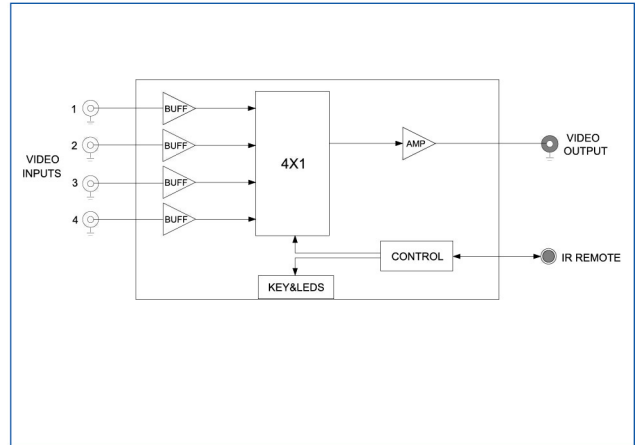 1
BUFF
2
BUFF
VIDEO
INPUTS
3
BUFF
4
BUFF
4X1
AMP
VIDEO
OUTPUT
CONTROL
IR REMOTE
KEY&LEDS